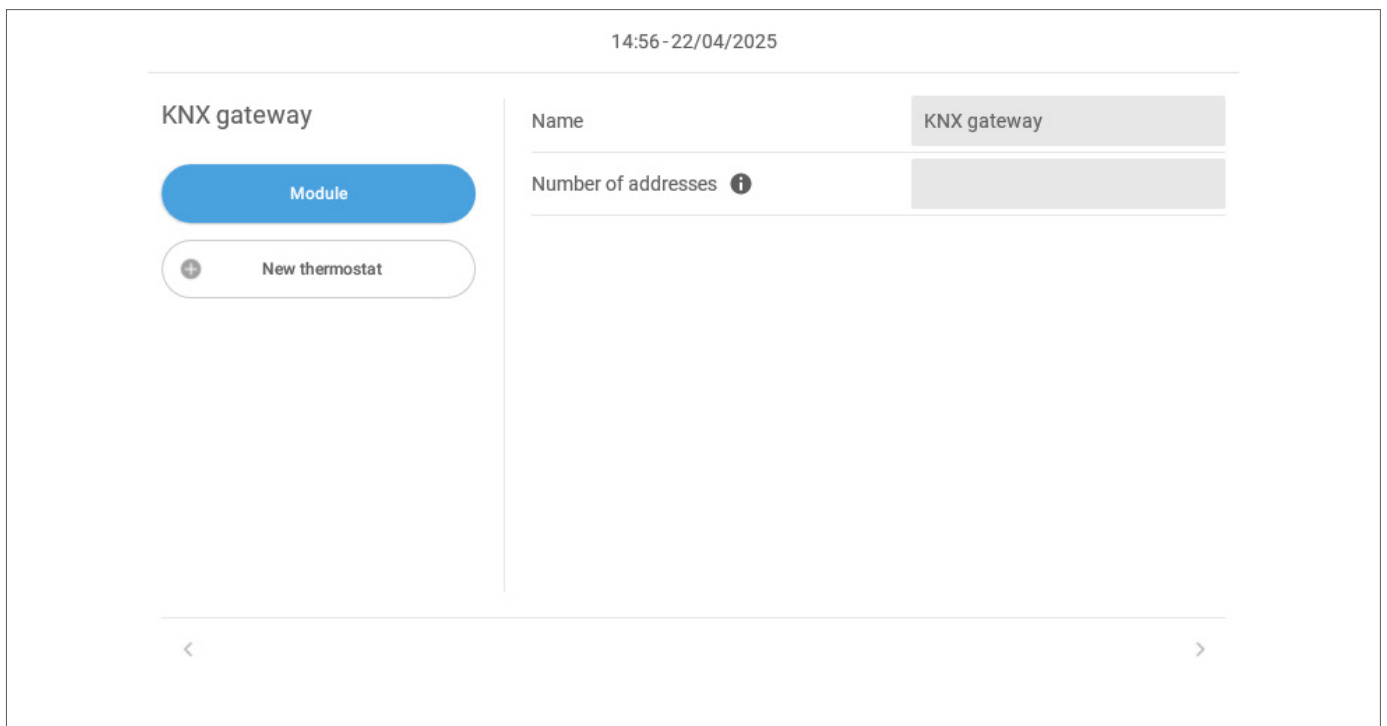 14:56-22/04/2025
KNX gateway
Module
New thermostat
Name
KNX gateway
Number of addresses